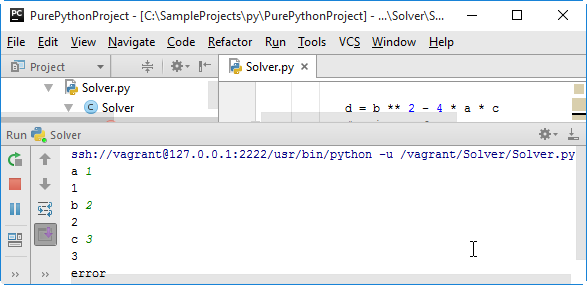 PurePythonProject - [C:\SampleProjects\py\PurePythonProject] - ...\Solver\S...
File Edit View Navigate Code Refactor Run Tools VCS Window Help
Project
Solver.py
Solver.py
Solver
d = b ** 2 - 4 * a * c
Run Solver
ssh://vagrant@127.0.0.1:2222/usr/bin/python -u /vagrant/Solver/Solver.py
a 1
1
b 2
2
c 3
3
error